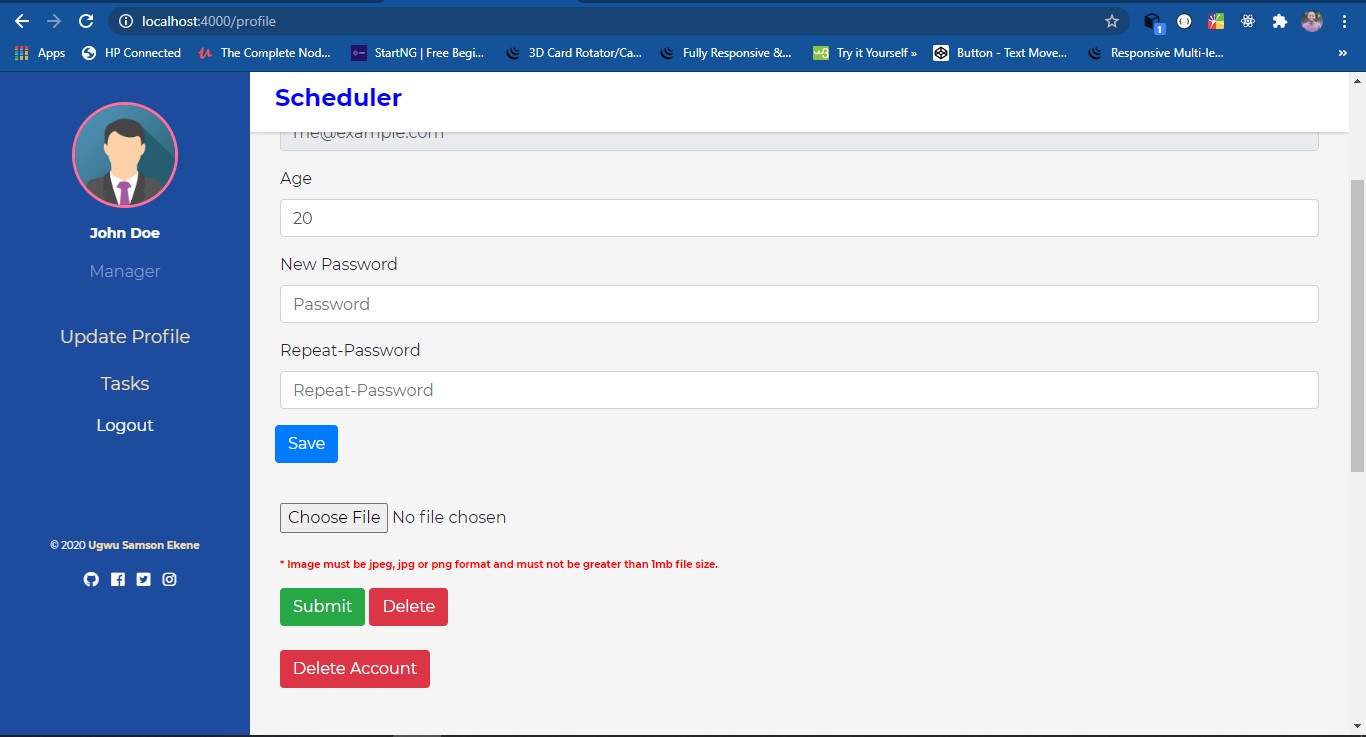 localhost:4000/profile
1
Apps HP Connected The Complete Nod... StartNG | Free Begi... 3D Card Rotator/Ca... Fully Responsive &... Try it Yourself » Button - Text Move... Responsive Multi-le... »
Scheduler
me@example.com
John Doe
Manager
Update Profile
Tasks
Logout
© 2020 Ugwu Samson Ekene
Age
20
New Password
Password
Repeat-Password
Repeat-Password
Save
Choose File No file chosen
* Image must be jpeg, jpg or png format and must not be greater than 1mb file size.
Submit Delete
Delete Account